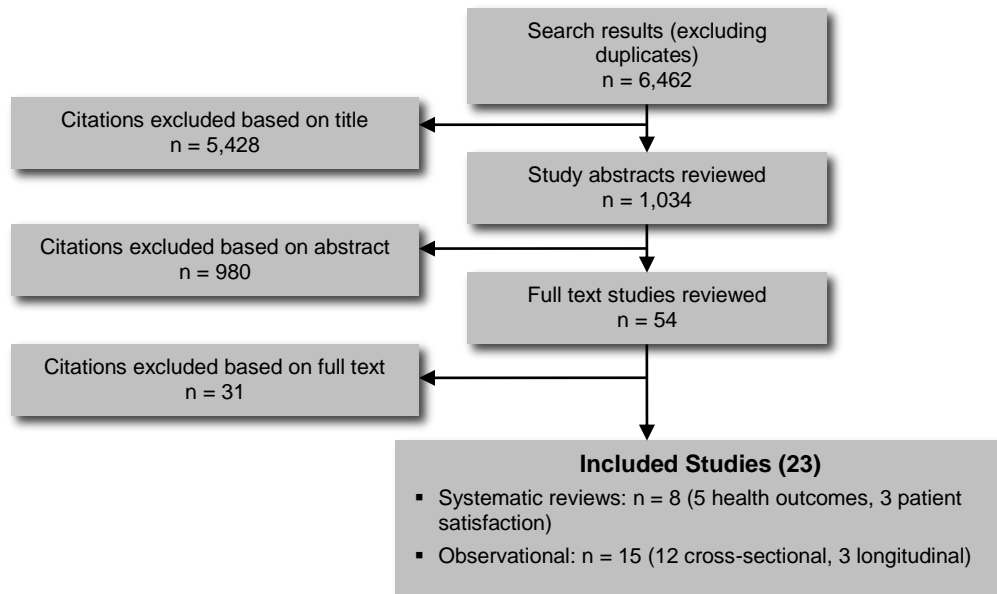 Search results (excluding
duplicates)
n = 6,462
Citations excluded based on title
n = 5,428
Study abstracts reviewed
n = 1,034
Citations excluded based on abstract
n = 980
Full text studies reviewed
n = 54
Citations excluded based on full text
n = 31
Included Studies (23)
▪ Systematic reviews: n = 8 (5 health outcomes, 3 patient
satisfaction)
▪ Observational: n = 15 (12 cross-sectional, 3 longitudinal)